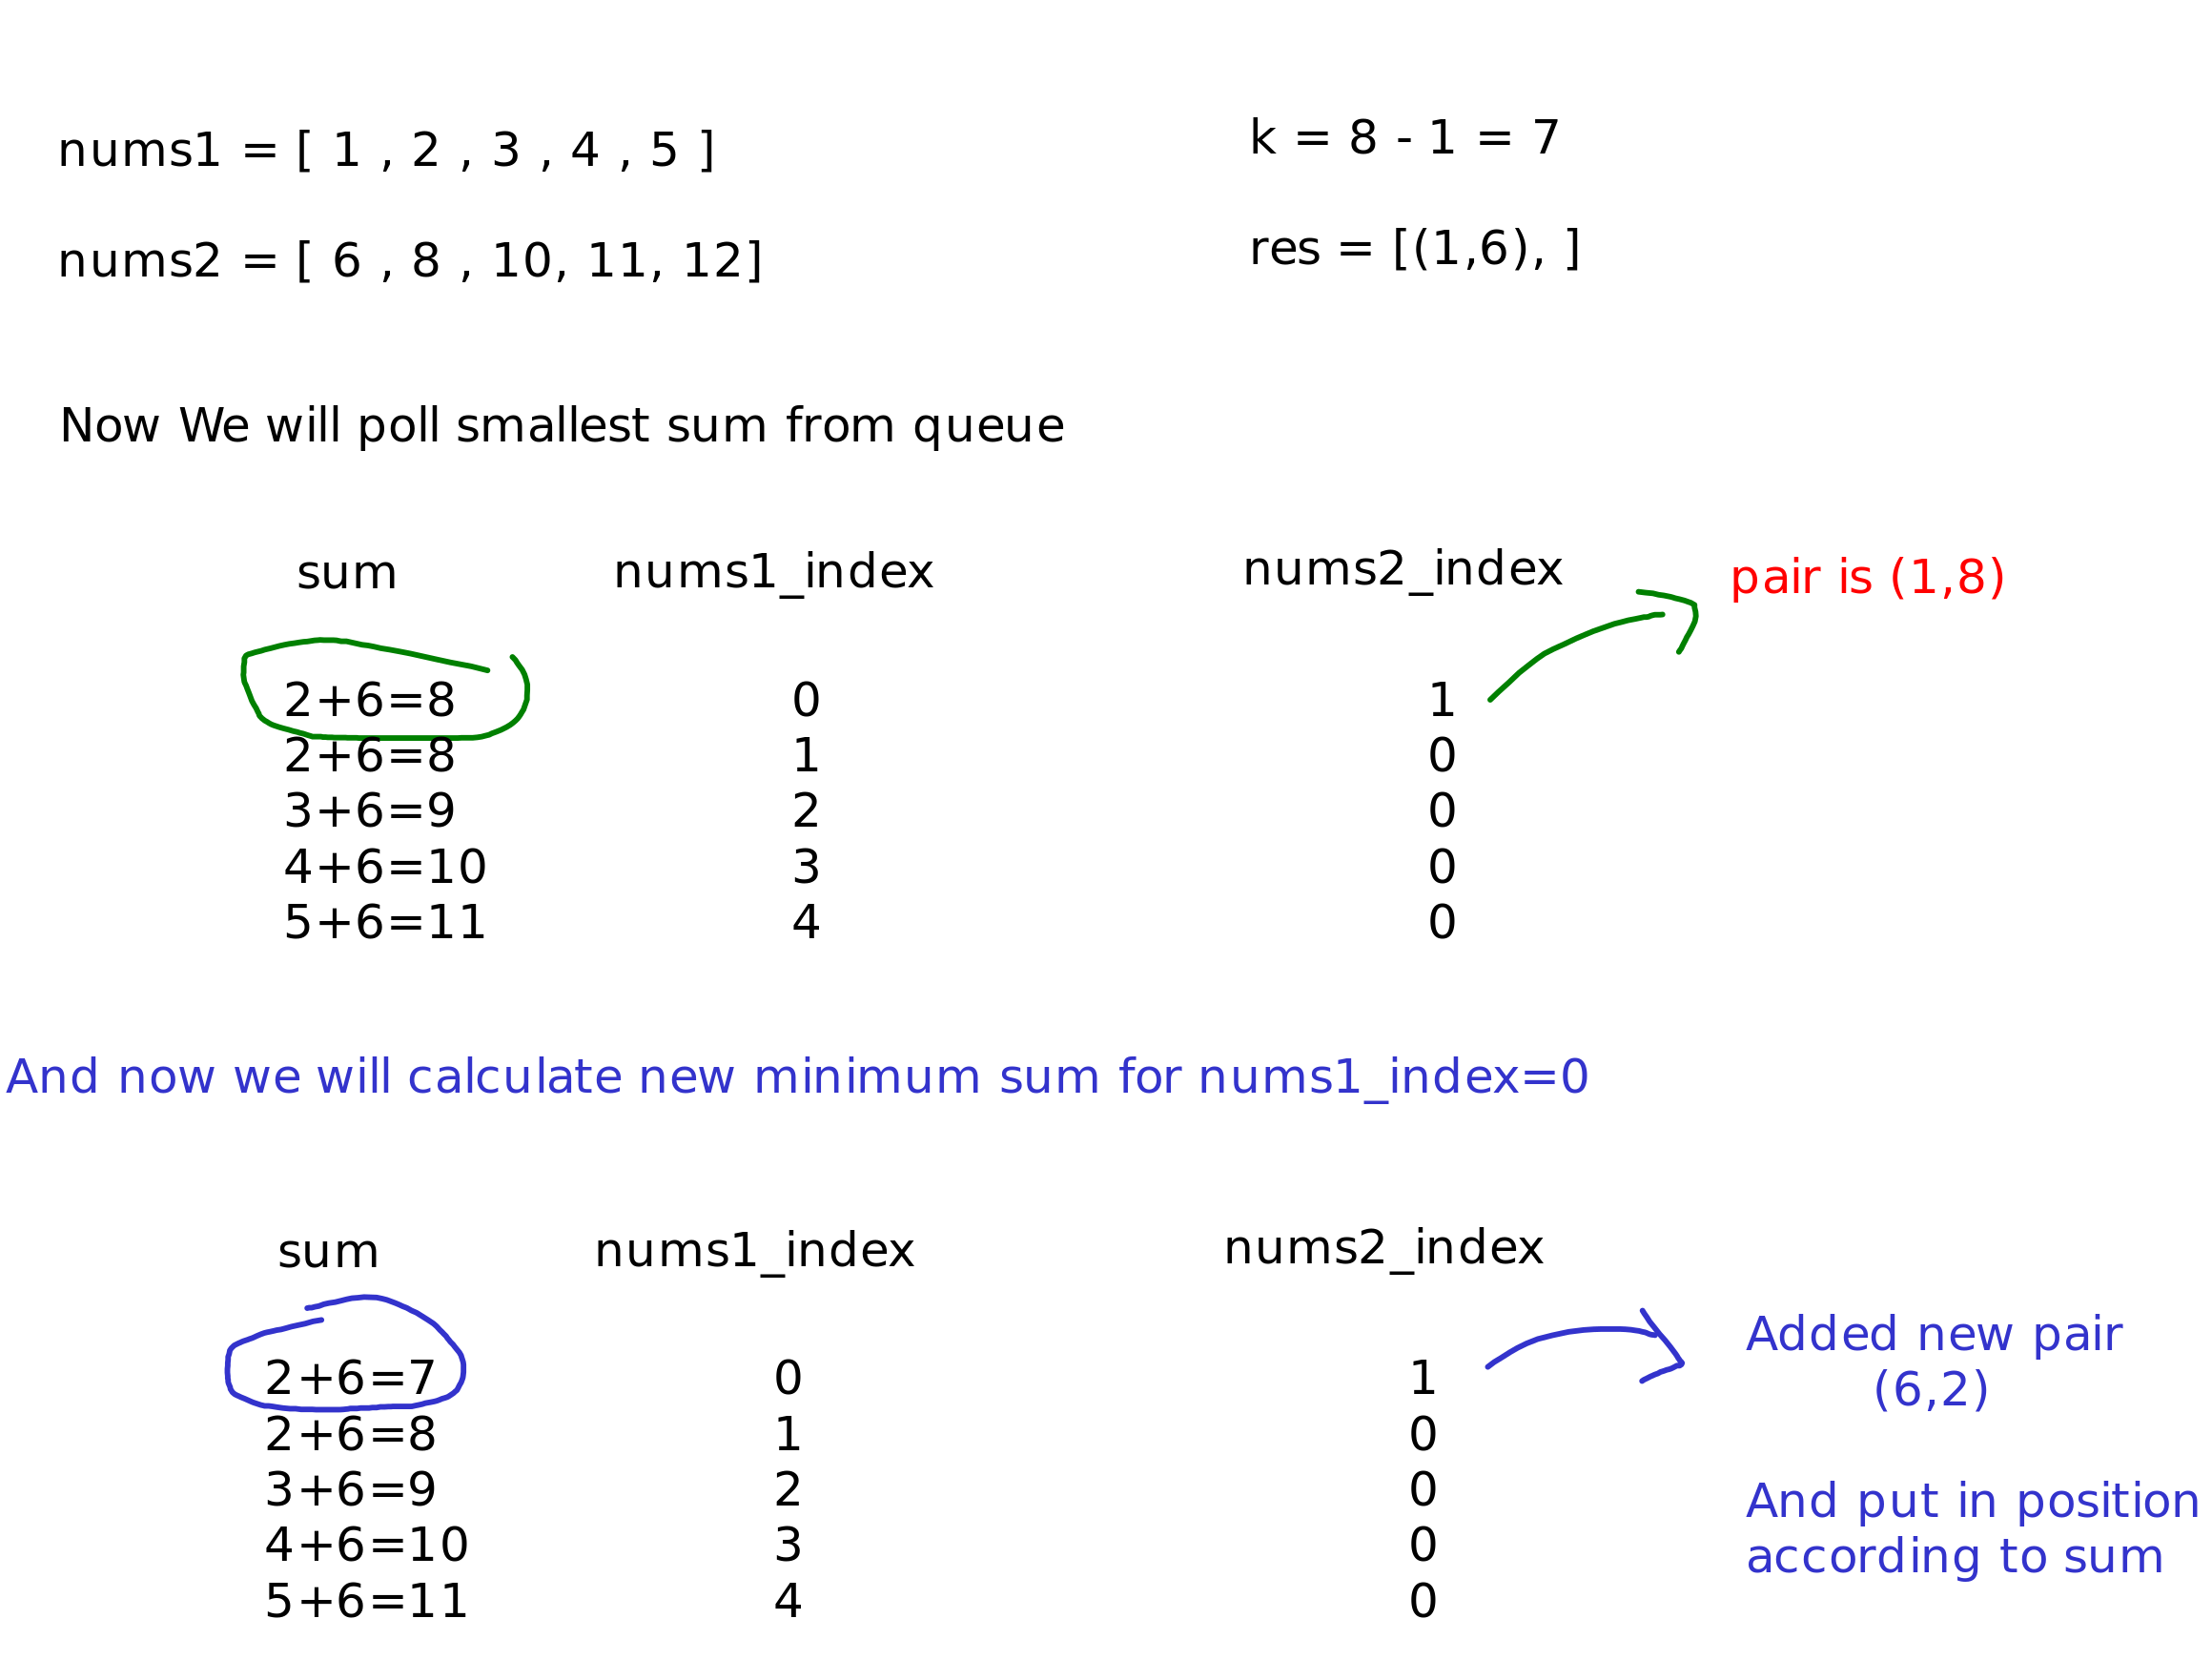 nums1 = [ 1 , 2 , 3 , 4 , 5 ]
k = 8 - 1 = 7
nums2 = [ 6 , 8 , 10, 11, 12]
res = [(1,6), ]
Now We will poll smallest sum from queue
sum nums1_index nums2_index
pair is (1,8)
2+6=8 0 1
2+6=8 1 0
3+6=9 2 0
4+6=10 3 0
5+6=11 4 0
And now we will calculate new minimum sum for nums1_index=0
sum nums1_index nums2_index
2+6=7 0 1
2+6=8 1 0
3+6=9 2 0
4+6=10 3 0
5+6=11 4 0
Added new pair
(6,2)
And put in position
according to sum